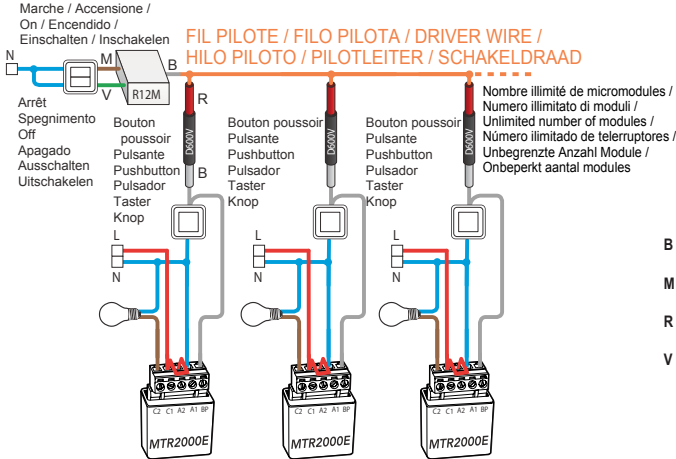 Marche / Accensione /
On / Encendido /
Einschalten / Inschakelen
FIL PILOTE / FILO PILOTA / DRIVER WIRE /
HILO PILOTO / PILOTLEITER / SCHAKELDRAAD
N
M
B
V
R12M
R
B
Arrêt
Spegnimento
Off
Apagado
Ausschalten
Uitschakelen
Bouton
poussoir
Pulsante
Pushbutton
Pulsador
Taster
Knop
D600V
Bouton poussoir
Pulsante
Pushbutton
Pulsador
Taster
Knop
D600V
Bouton poussoir
Pulsante
Pushbutton
Pulsador
Taster
Knop
D600V
Nombre illimité de micromodules /
Numero illimitato di moduli /
Unlimited number of modules /
Número ilimitado de telerruptores /
Unbegrenzte Anzahl Module /
Onbeperkt aantal modules
B
M
R
V
L
N
L
N
L
N
C2 C1 A2 A1 BP
MTR2000E
C2 C1 A2 A1 BP
MTR2000E
C2 C1 A2 A1 BP
MTR2000E